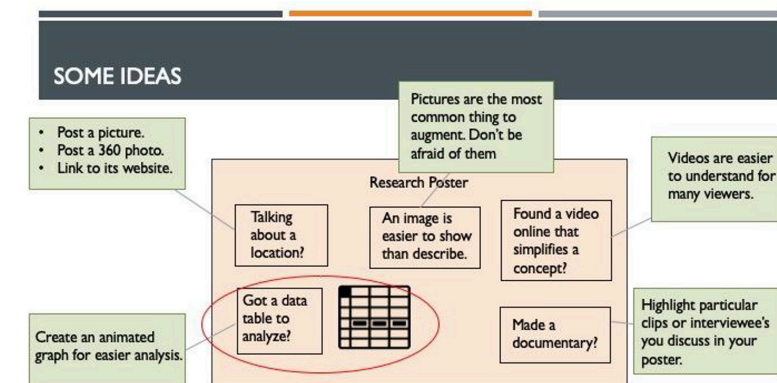 SOME IDEAS
Pictures are the most
common thing to
augment. Don't be
afraid of them
• Post a picture.
• Post a 360 photo.
• Link to its website.
Videos are easier
to understand for
many viewers.
Research Poster
Talking
about a
location?
An image is
easier to show
than describe.
Found a video
online that
simplifies a
concept?
Got a data
table to
analyze?
Made a
documentary?
Create an animated
graph for easier analysis.
Highlight particular
clips or interviewee's
you discuss in your
poster.